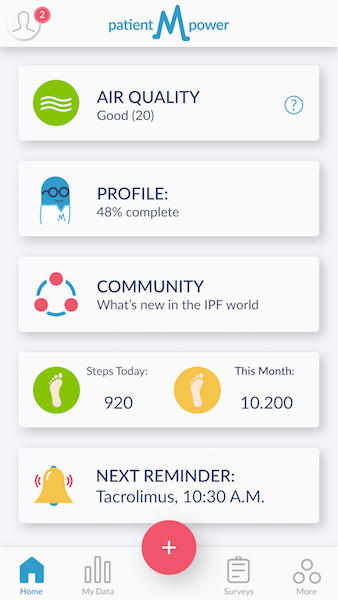 2
patient M power
AIR QUALITY
Good (20)
?
PROFILE:
48% complete
M
COMMUNITY
What's new in the IPF world
Steps Today:
920
This Month:
10.200
NEXT REMINDER:
Tacrolimus, 10:30 A.M.
+
Home
My Data
Surveys
More